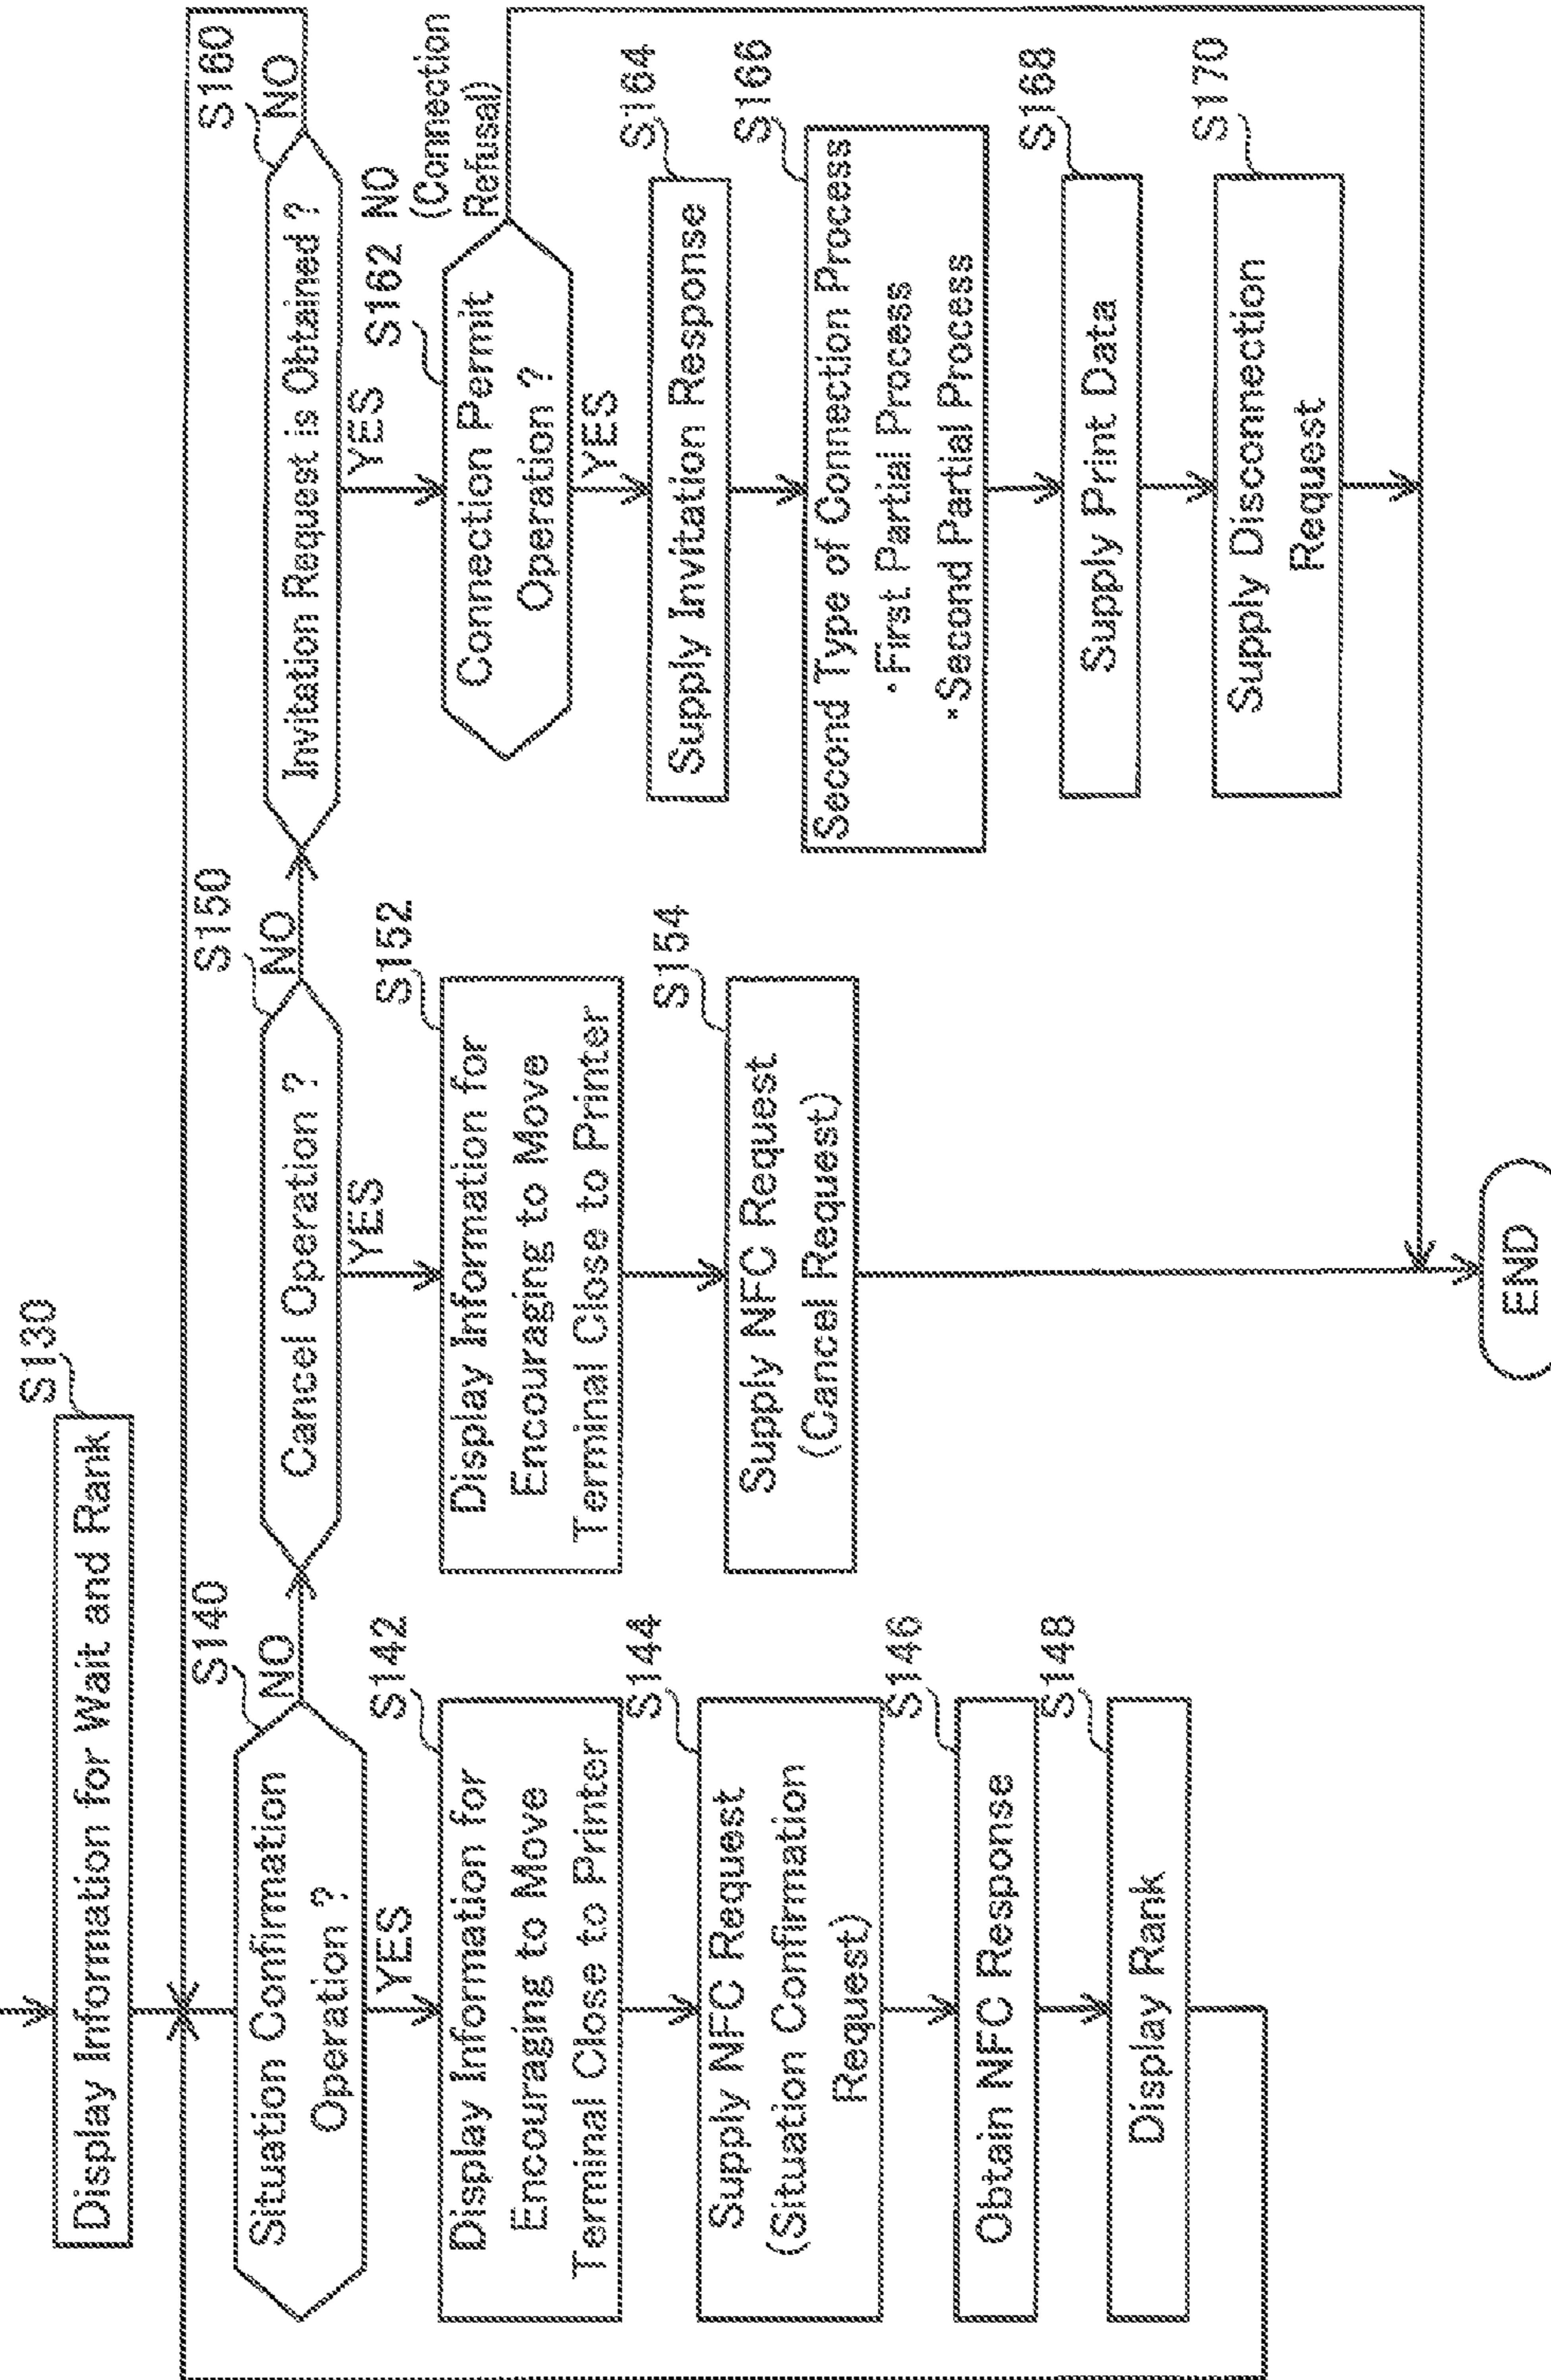 S130
Display Information for Wait and Rank
S140
Situation Confirmation
Operation ?
NO
YES
S142
Display Information for
Encouraging to Move
Terminal Close to Printer
S144
Supply NFC Request
(Situation Confirmation
Request)
S146
Obtain NFC Response
S148
Display Rank
S150
Cancel Operation ?
NO
YES
S152
Display Information for
Encouraging to Move
Terminal Close to Printer
S154
Supply NFC Request
(Cancel Request)
S160
Invitation Request is Obtained ?
NO
YES
S162
Connection Permit
Operation ?
NO
(Connection
Refusal)
YES
S164
Supply Invitation Response
S166
Second Type of Connection Process
・First Partial Process
・Second Partial Process
S168
Supply Print Data
S170
Supply Disconnection
Request
END